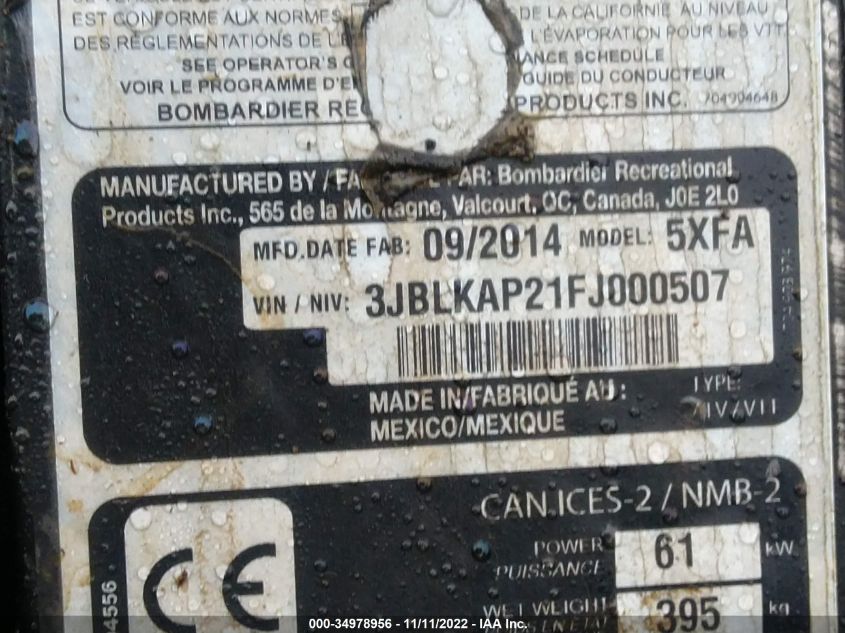 EST CONFORME AUX NORMES DE LA CALIFORNIE AU NIVEAU
DES RÉGLEMENTATIONS DE L'ÉVAPORATION POUR LES VTT
SEE OPERATOR'S SCHEDULE
VOIR LE PROGRAMME GUIDE DU CONDUCTEUR
BOMBARDIER PRODUCTS INC. 704904648
MANUFACTURED BY / PAR: Bombardier Recreational
Products Inc., 565 de la Montagne, Valcourt, QC, Canada, J0E 2L0
MFD.DATE FAB: 09/2014 MODEL: 5XFA
VIN / NIV: 3JBLKAP21FJ000507
MADE IN/FABRIQUÉ AU :
MEXICO/MEXIQUE
TYPE:
/IV/VII
CAN ICES-2 / NMB-2
CE
POWER
PUISSANCE
61 kW
WET WEIGHT
395 kg
4556
000-34978956 - 11/11/2022 - IAA Inc.